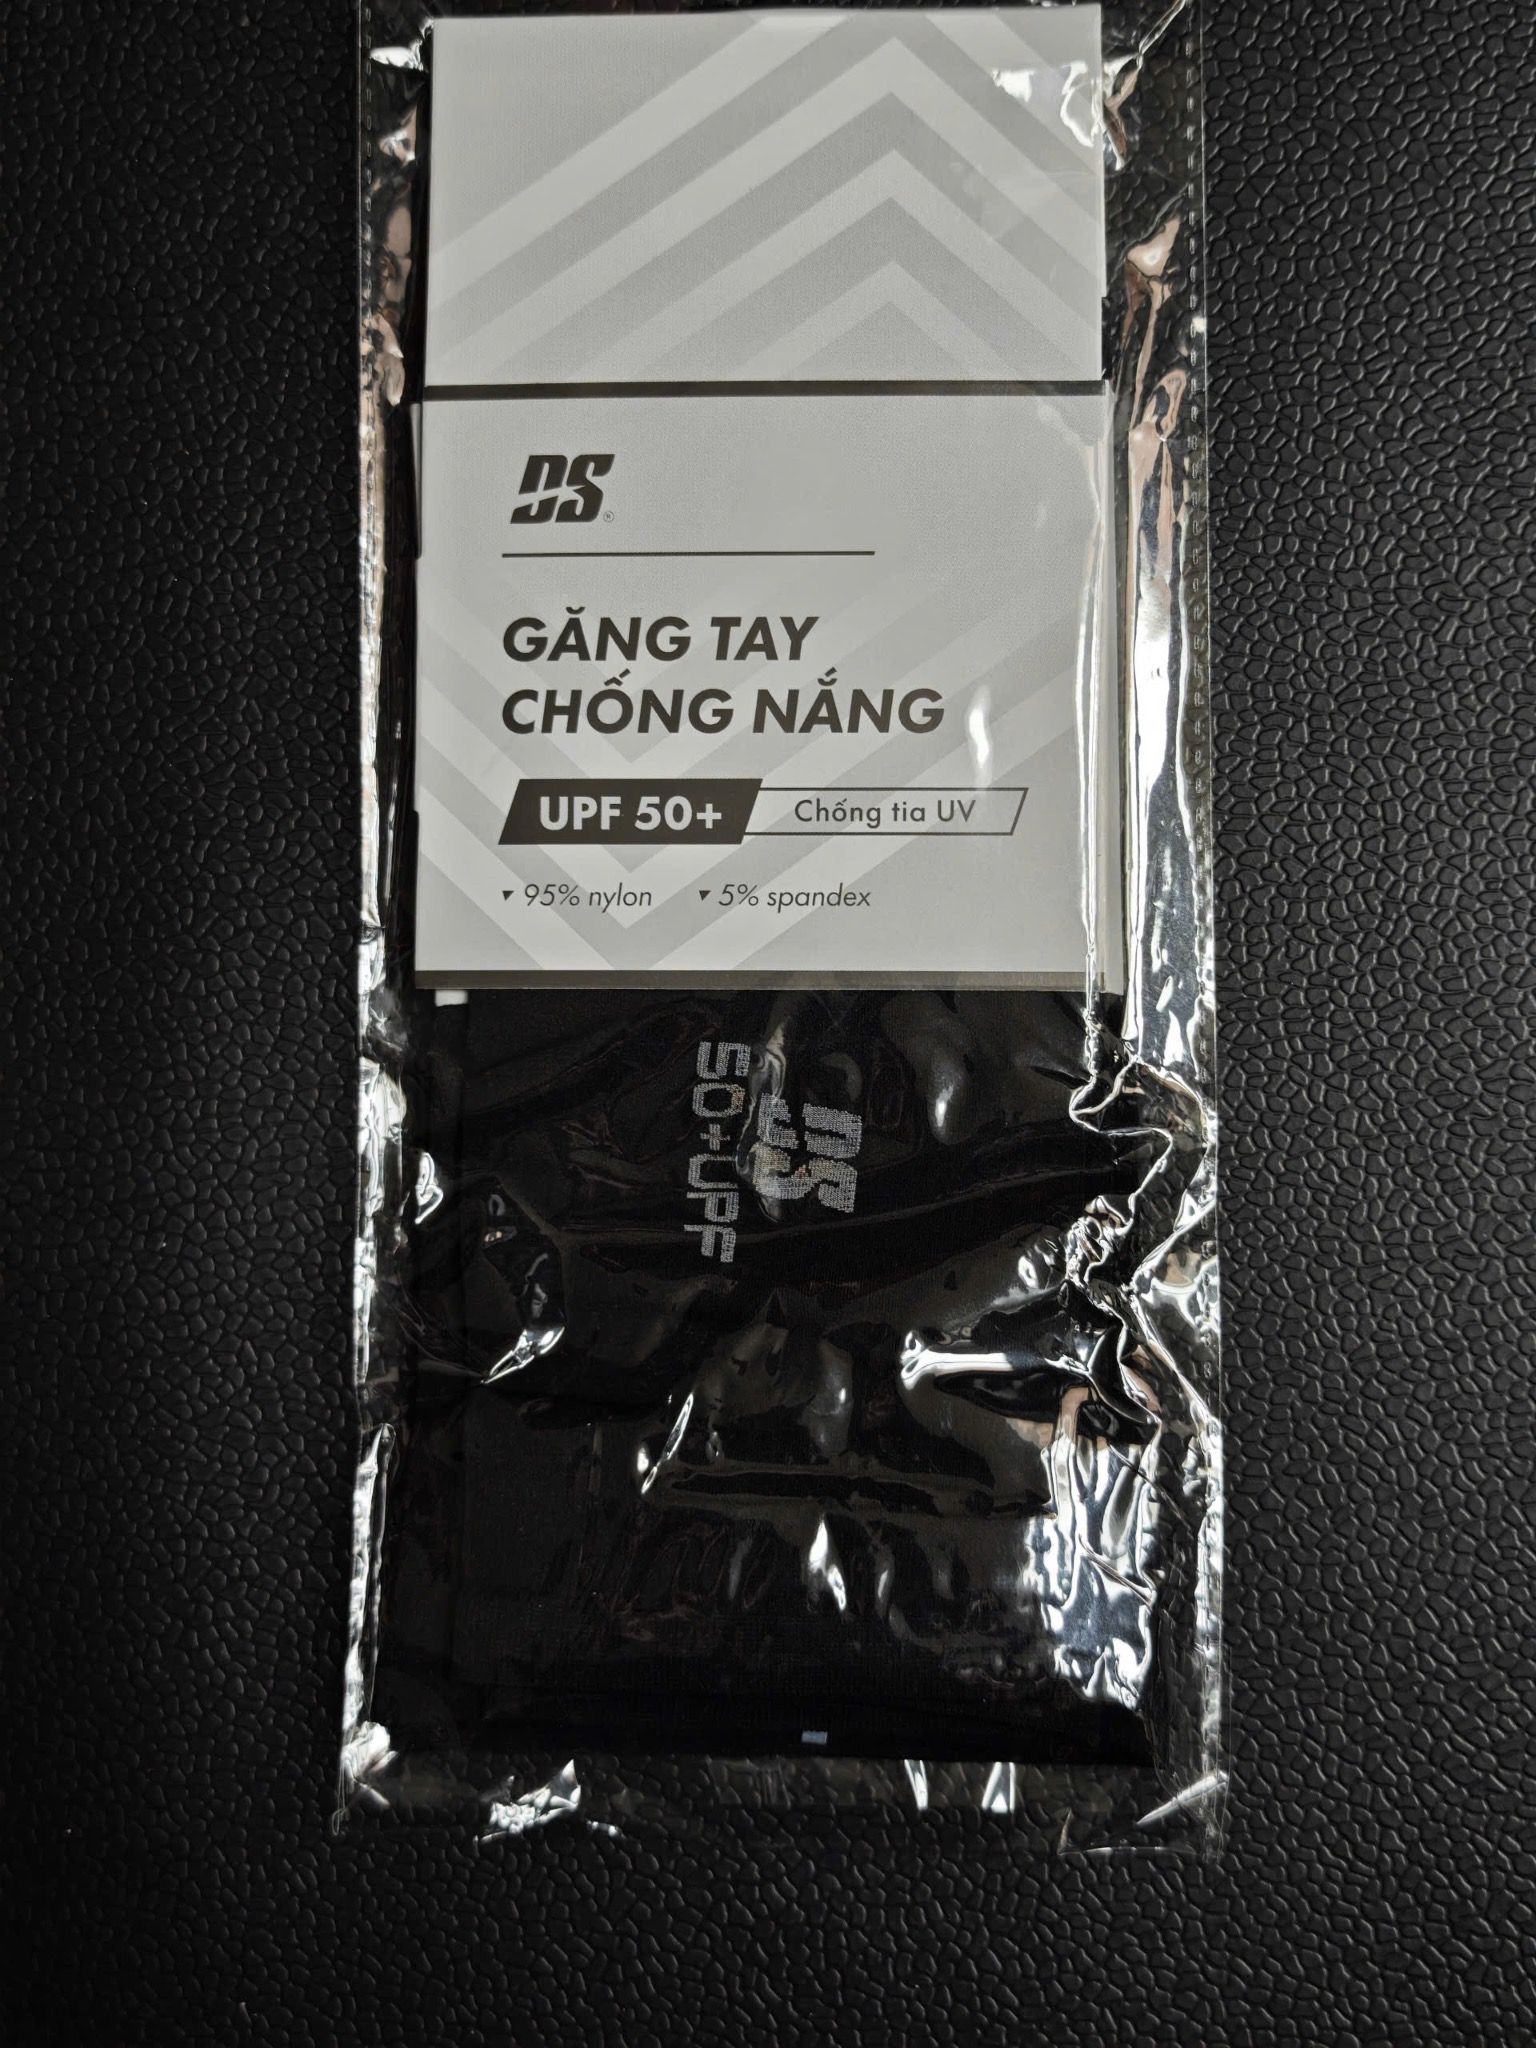 DS®
GĂNG TAY
CHỐNG NẮNG
UPF 50+ Chống tia UV
95% nylon 5% spandex
DS
50+UPF